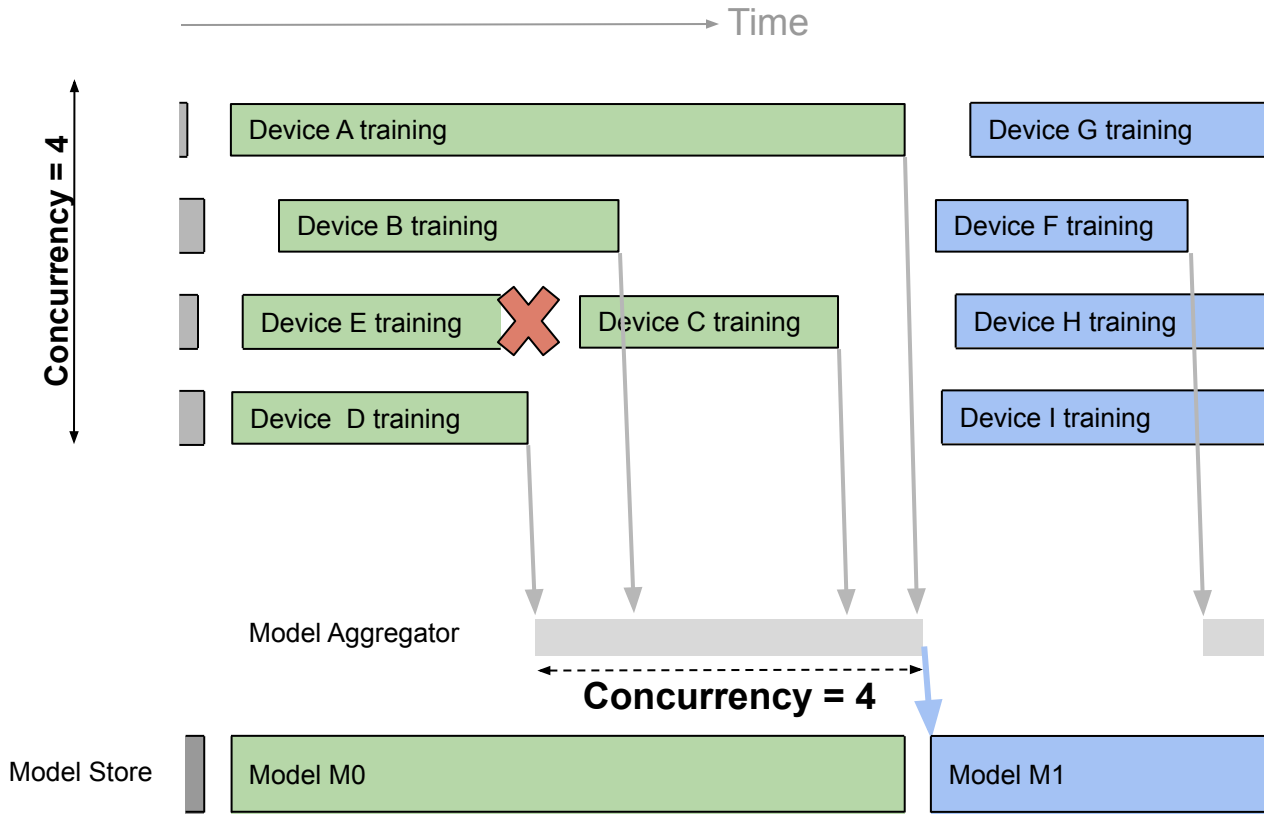 Time
Concurrency = 4
Device A training
Device G training
Device B training
Device F training
Device E training
Device C training
Device H training
Device  D training
Device I training
Model Aggregator
Concurrency = 4
Model Store
Model M0
Model M1